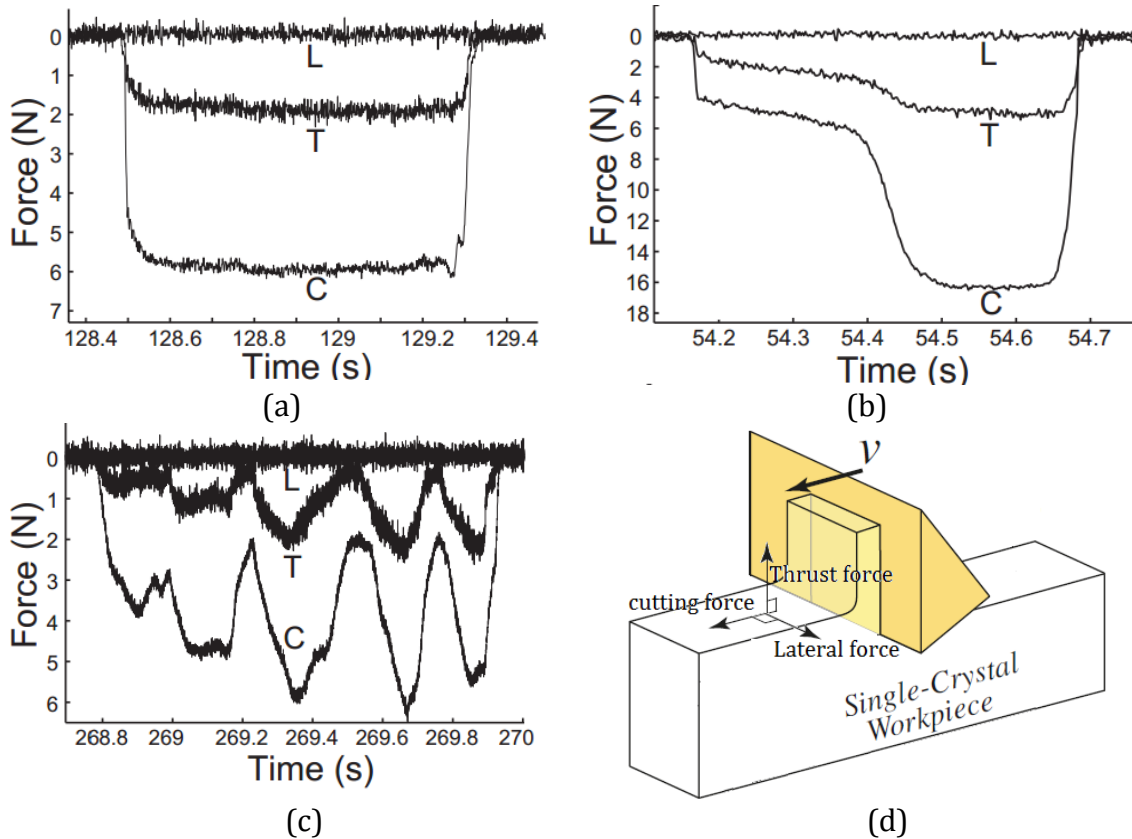 0
1
2
3
4
5
6
7
Force (N)
L
T
C
128.4 128.6 128.8 129 129.2 129.4
Time (s)
(a)
0
2
4
6
8
10
12
14
16
18
Force (N)
L
T
C
54.2 54.3 54.4 54.5 54.6 54.7
Time (s)
(b)
0
1
2
3
4
5
6
Force (N)
L
T
C
268.8 269 269.2 269.4 269.6 269.8 270
Time (s)
(c)
v
Thrust force
cutting force
Lateral force
Single-Crystal
Workpiece
(d)